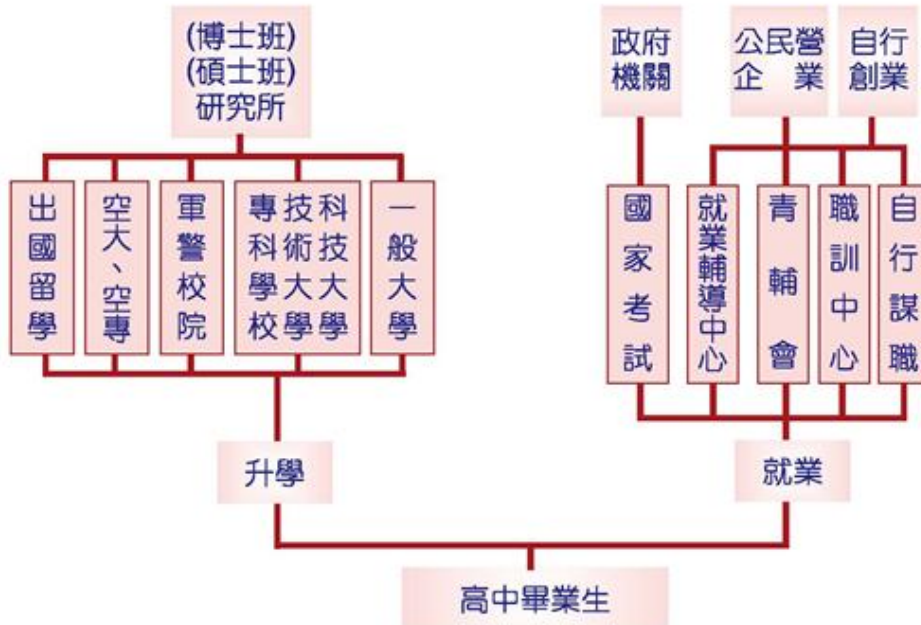 (博士班)
(碩士班)
研究所
政府
機關
公民營
企業
自行
創業
出國留學
空大、空專
軍警校院
科技大學
技術大學
專科學校
一般大學
國家考試
就業輔導中心
青輔會
職訓中心
自行謀職
升學
就業
高中畢業生